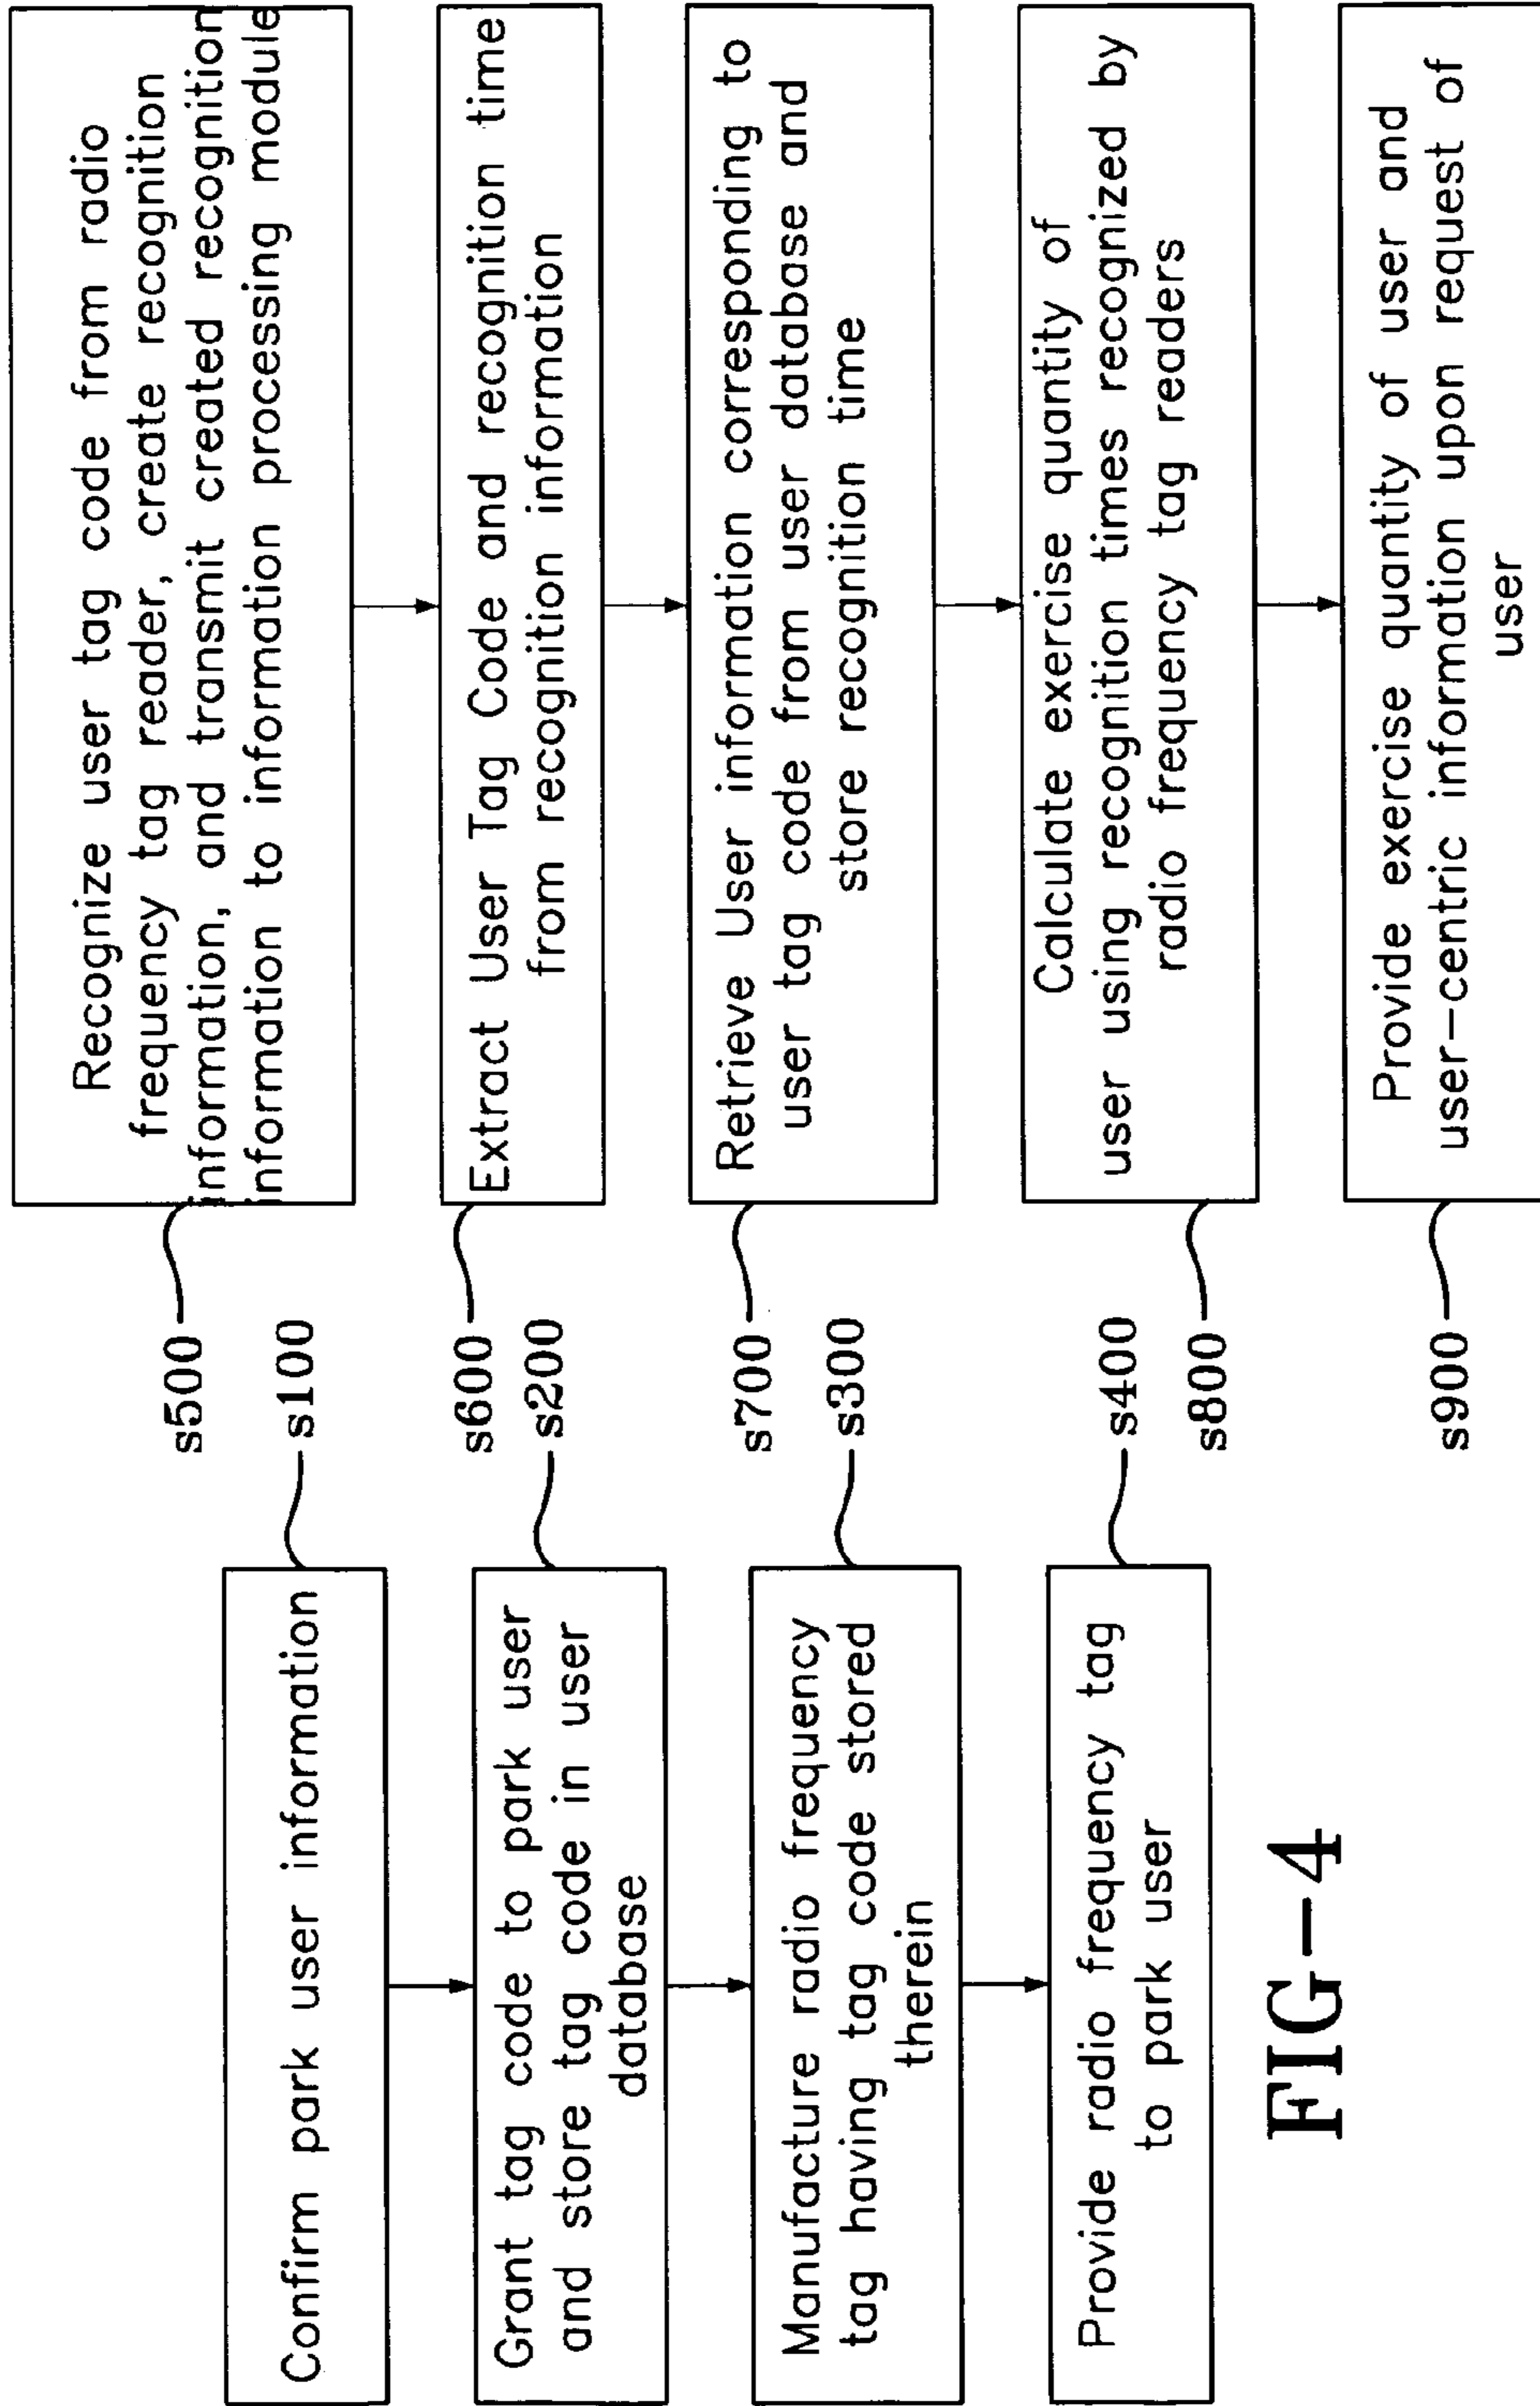 Confirm park user information
s100
Grant tag code to park user
and store tag code in user
database
s200
Manufacture radio frequency
tag having tag code stored
therein
s300
Provide radio frequency tag
to park user
s400
s500
Recognize user tag code from radio
frequency tag reader, create recognition
information, and transmit created recognition
information to information processing module
s600
Extract User Tag Code and recognition time
from recognition information
s700
Retrieve User information corresponding to
user tag code from user database and
store recognition time
s800
Calculate exercise quantity of
user using recognition times recognized by
radio frequency tag readers
s900
Provide exercise quantity of user and
user-centric information upon request of
user
FIG-4